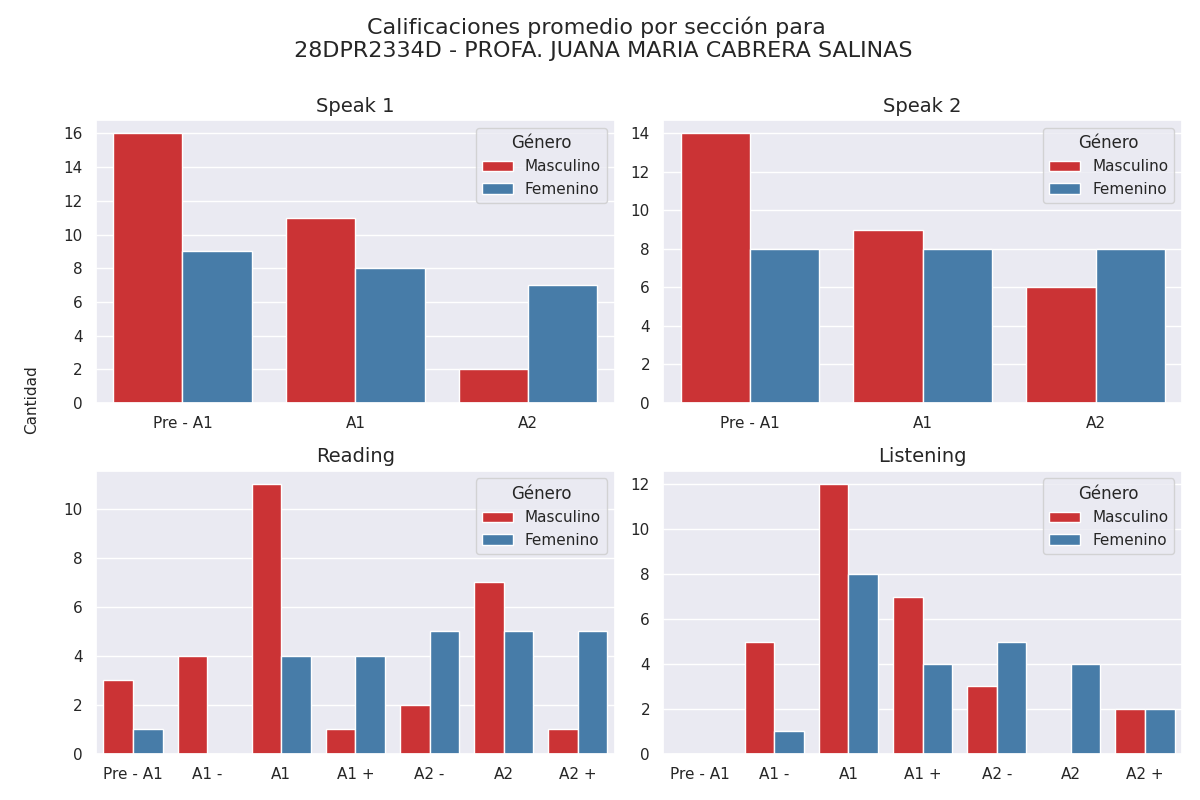 Calificaciones promedio por sección para
28DPR2334D - PROFA. JUANA MARIA CABRERA SALINAS
Cantidad
Speak 1
16
14
12
10
8
6
4
2
0
Pre - A1 A1 A2
Género
Masculino
Femenino
Speak 2
14
12
10
8
6
4
2
0
Pre - A1 A1 A2
Género
Masculino
Femenino
Reading
10
8
6
4
2
0
Pre - A1 A1 - A1 A1 + A2 - A2 A2 +
Género
Masculino
Femenino
Listening
12
10
8
6
4
2
0
Pre - A1 A1 - A1 A1 + A2 - A2 A2 +
Género
Masculino
Femenino